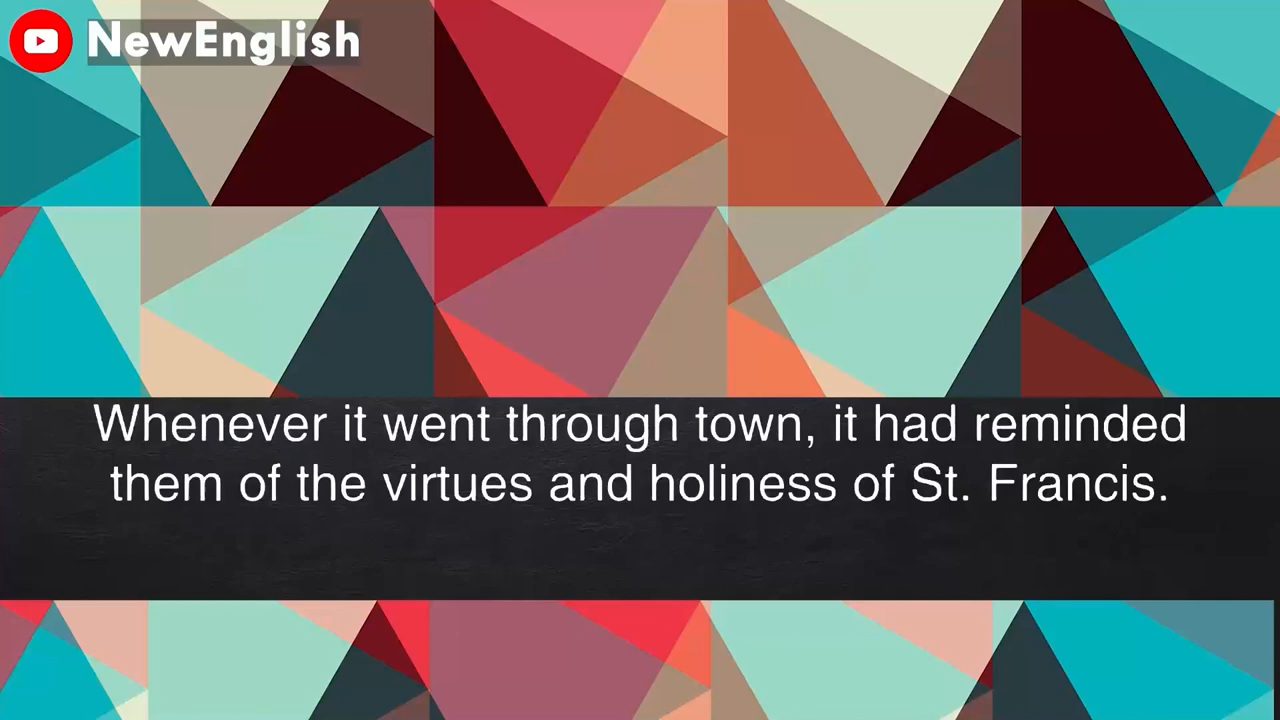 NewEnglish
Whenever it went through town, it had reminded
them of the virtues and holiness of St. Francis.